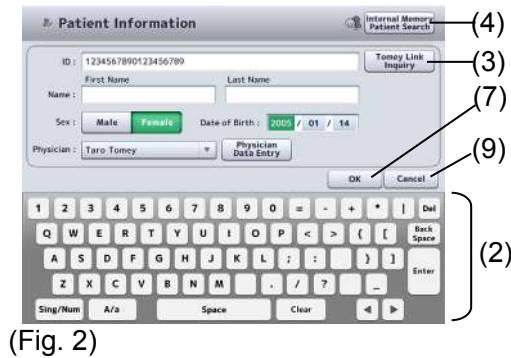 Patient Information
Internal Memory
Patient Search
(4)
ID : 1234567890123456789
Tomey Link
Inquiry
(3)
First Name Last Name
Name :
(7)
Sex : Male Female Date of Birth : 2005 / 01 / 14
Physician : Taro Tomey ▼ Physician
Data Entry
(9)
OK Cancel
1 2 3 4 5 6 7 8 9 0 = - + * | Del
Q W E R T Y U I O P < > { [ Back
Space
A S D F G H J K L ; : } ] Enter
(2)
Z X C V B N M . / ? _
Sing/Num A/a Space Clear ◀ ▶
(Fig. 2)